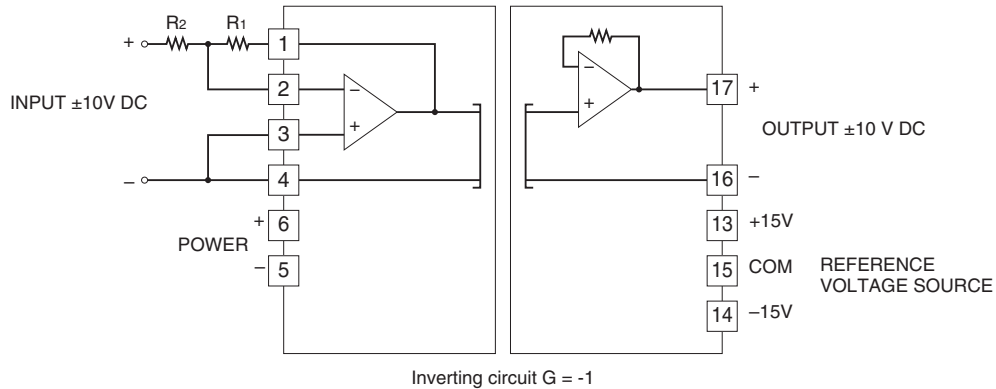 R2 R1
+ 1
2 −
INPUT ±10V DC
3 +
− 4
+ 6
POWER
− 5
−
+
17 +
OUTPUT ±10 V DC
16 −
13 +15V
15 COM REFERENCE
VOLTAGE SOURCE
14 –15V
Inverting circuit G = -1